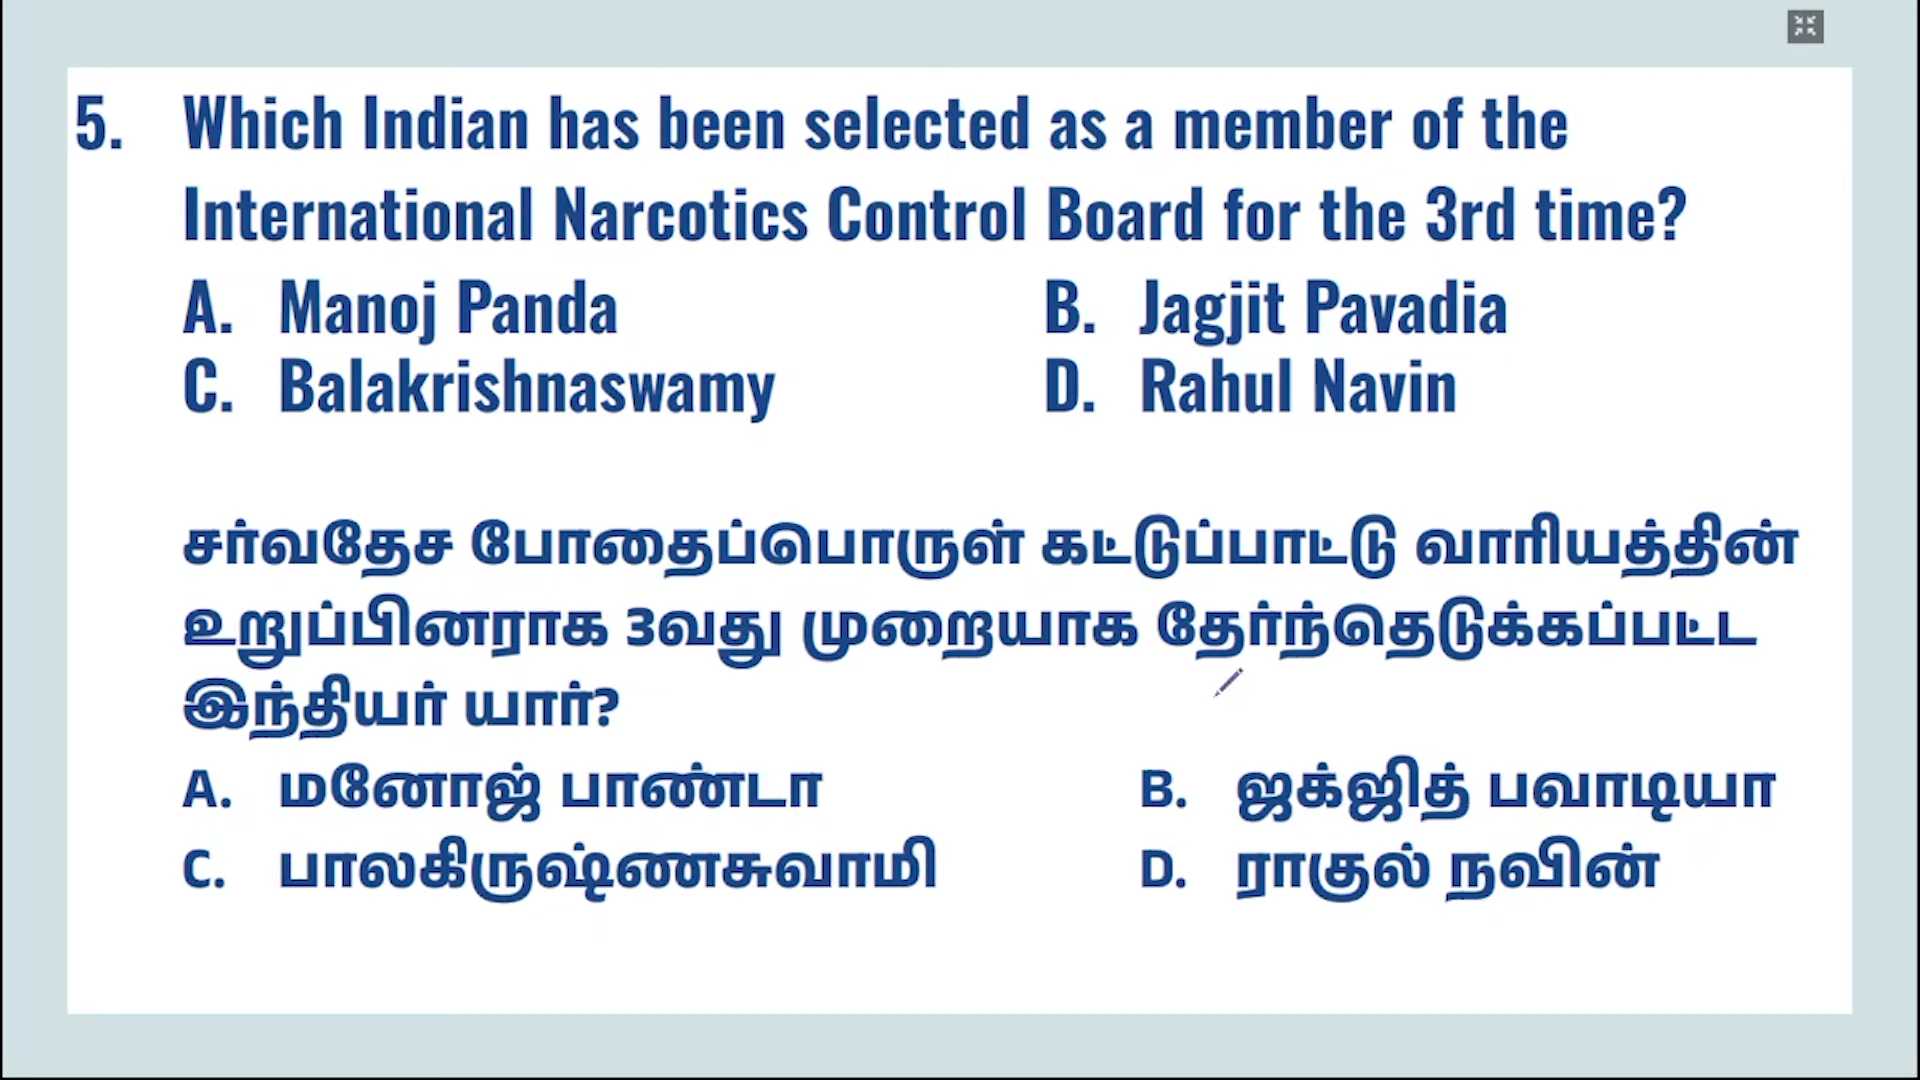 5. Which Indian has been selected as a member of the
International Narcotics Control Board for the 3rd time?
A. Manoj Panda B. Jagjit Pavadia
C. Balakrishnaswamy D. Rahul Navin
சர்வதேச போதைப்பொருள் கட்டுப்பாட்டு வாரியத்தின்
உறுப்பினராக 3வது முறையாக தேர்ந்தெடுக்கப்பட்ட
இந்தியர் யார்?
A. மனோஜ் பாண்டா B. ஜக்ஜித் பவாடியா
C. பாலகிருஷ்ணசுவாமி D. ராகுல் நவின்